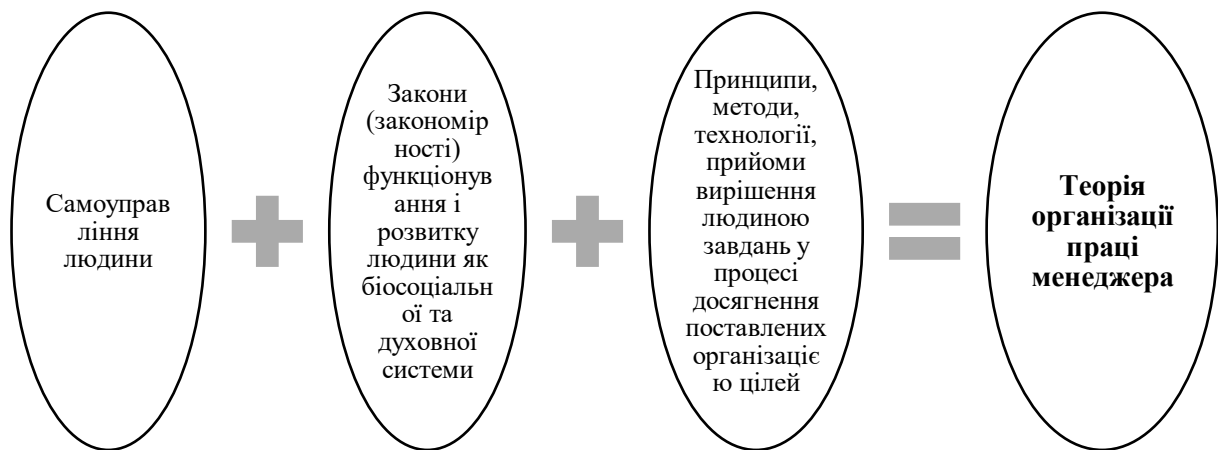 Самоуправ
ління
людини
Закони
(закономір
ності)
функціонув
ання і
розвитку
людини як
біосоціальн
ої та
духовної
системи
Принципи,
методи,
технології,
прийоми
вирішення
людиною
завдань у
процесі
досягнення
поставлених
організаціє
ю цілей
Теорія
організації
праці
менеджера